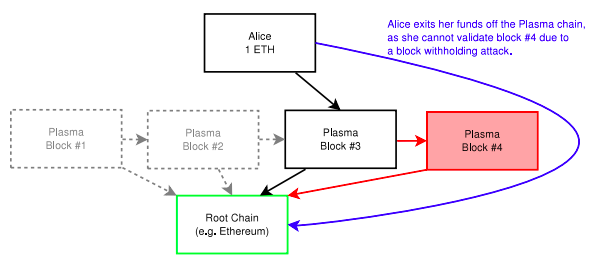 Alice exits her funds off the Plasma chain,
as she cannot validate block #4 due to
a block withholding attack.
Alice
1 ETH
Plasma
Block #1
Plasma
Block #2
Plasma
Block #3
Plasma
Block #4
Root Chain
(e.g. Ethereum)